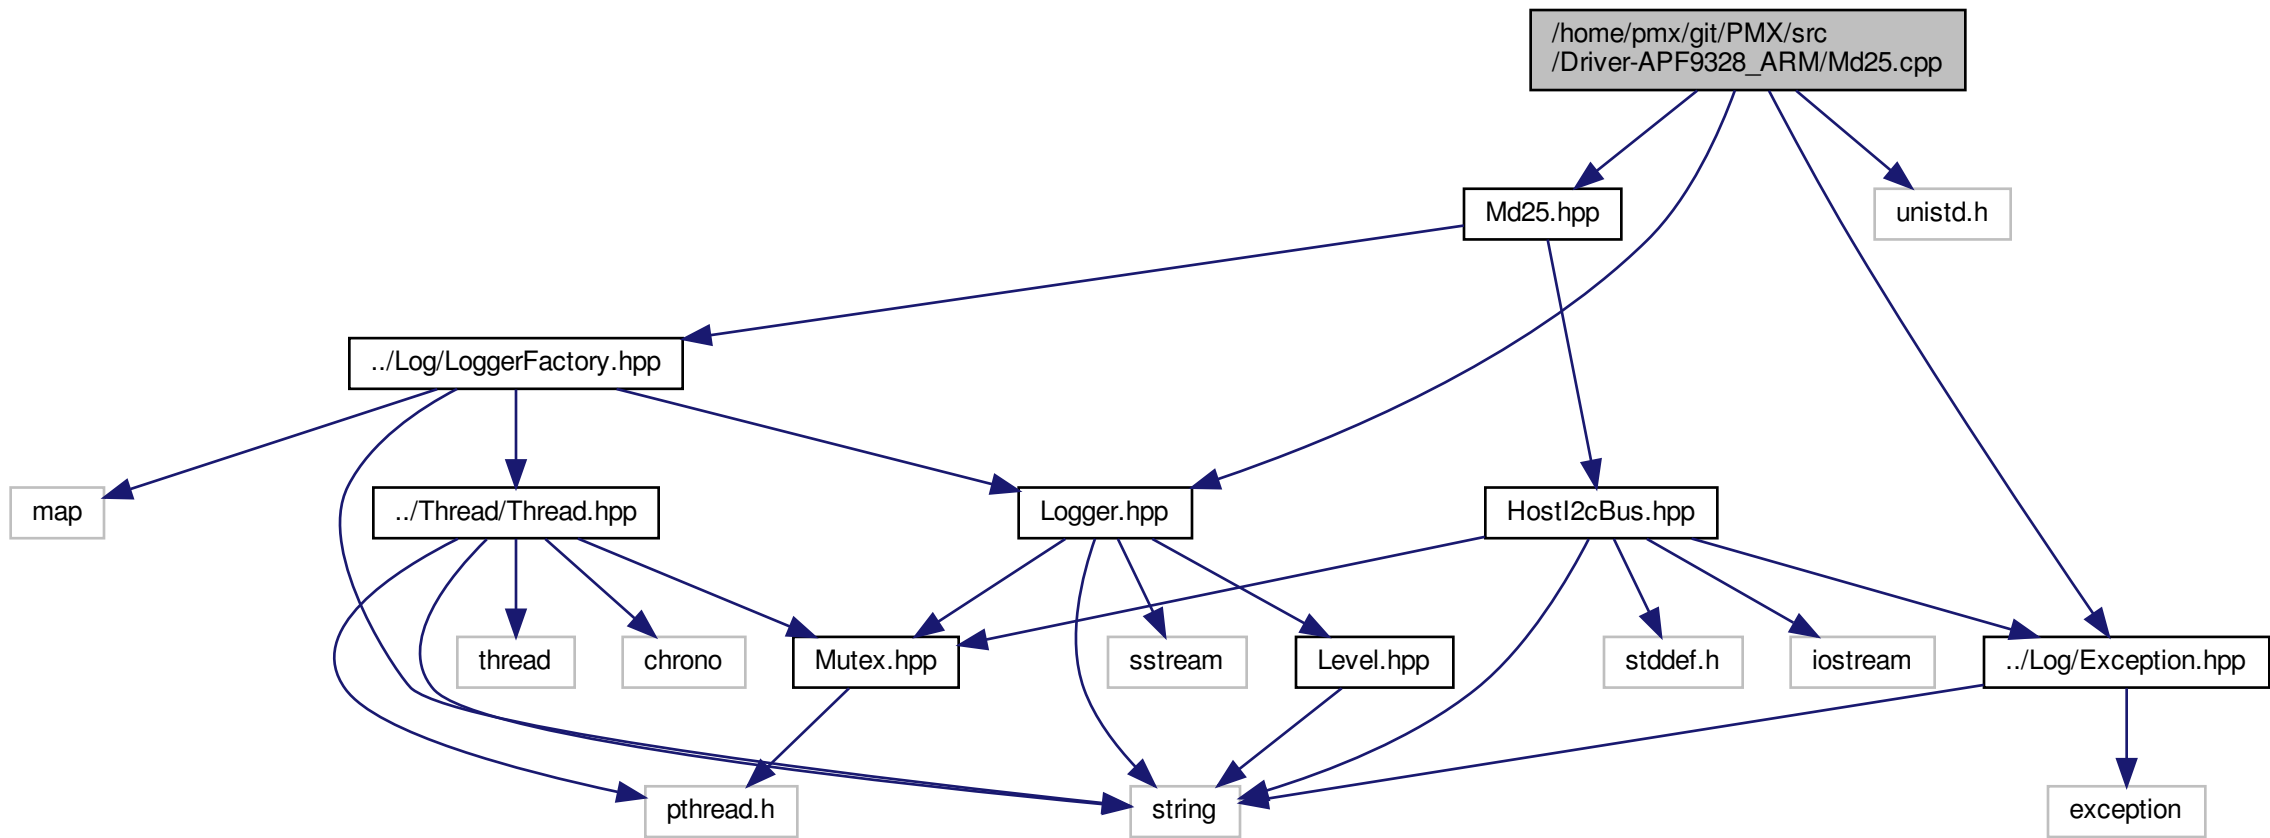 /home/pmx/git/PMX/src
/Driver-APF9328_ARM/Md25.cpp
Md25.hpp
unistd.h
../Log/LoggerFactory.hpp
map
../Thread/Thread.hpp
Logger.hpp
HostI2cBus.hpp
thread
chrono
Mutex.hpp
sstream
Level.hpp
stddef.h
iostream
../Log/Exception.hpp
pthread.h
string
exception